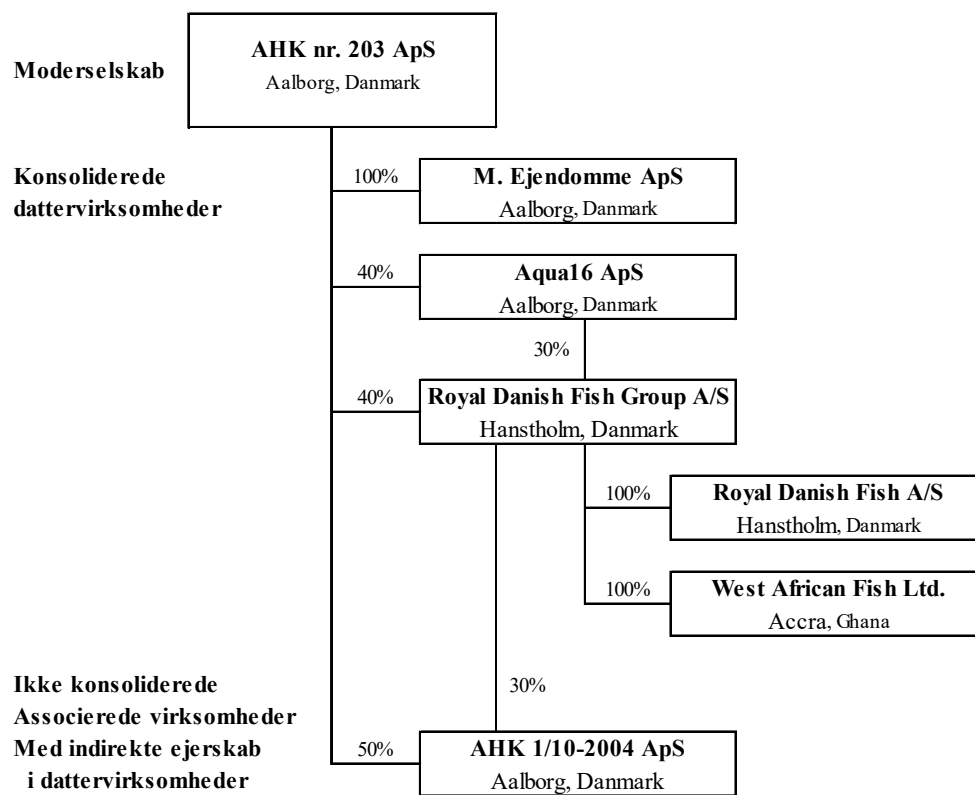 AHK nr. 203 ApS
Moderselskab
Aalborg, Danmark
Konsoliderede
dattervirksomheder
100%
M. Ejendomme ApS
Aalborg, Danmark
40%
Aqua16 ApS
Aalborg, Danmark
30%
40%
Royal Danish Fish Group A/S
Hanstholm, Danmark
100%
Royal Danish Fish A/S
Hanstholm, Danmark
100%
West African Fish Ltd.
Accra, Ghana
30%
Ikke konsoliderede
Associerede virksomheder
Med indirekte ejerskab
i dattervirksomheder
50%
AHK 1/10-2004 ApS
Aalborg, Danmark